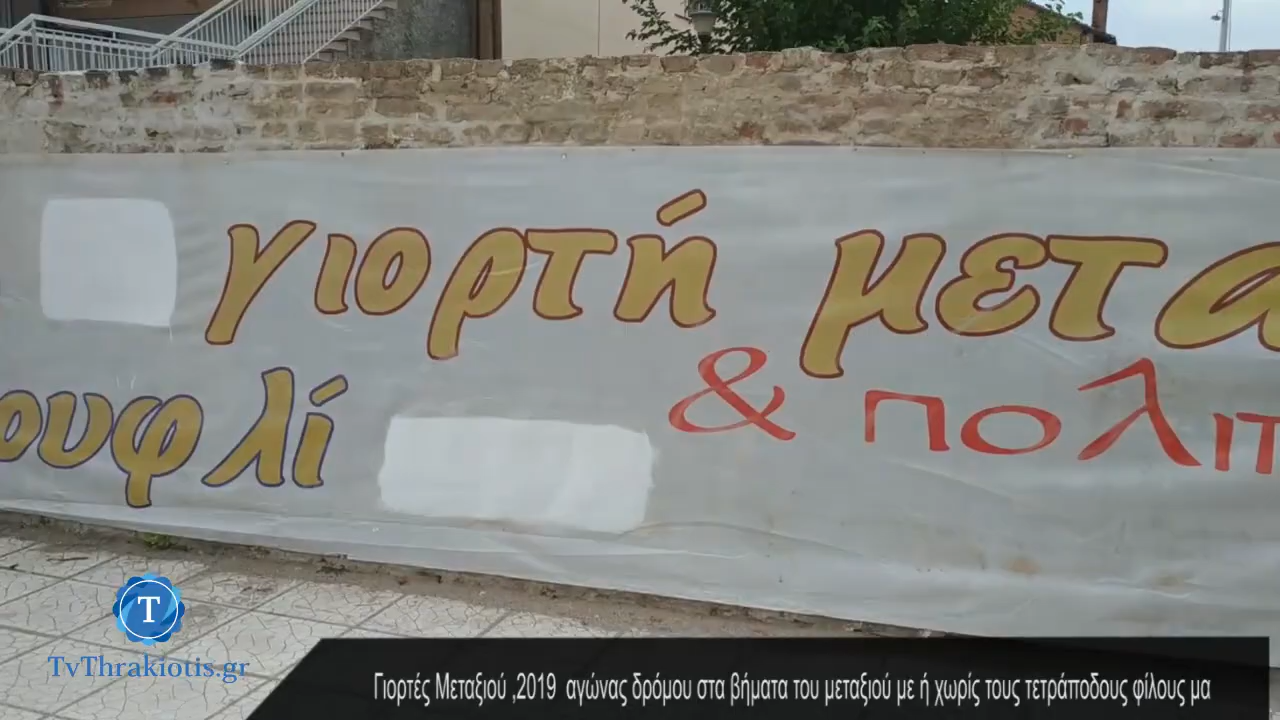 γιορτή μετα
ουφλί
& πολιτ
T
TvThrakiotis.gr
Γιορτές Μεταξιού ,2019 αγώνας δρόμου στα βήματα του μεταξιού με ή χωρίς τους τετράποδους φίλους μα